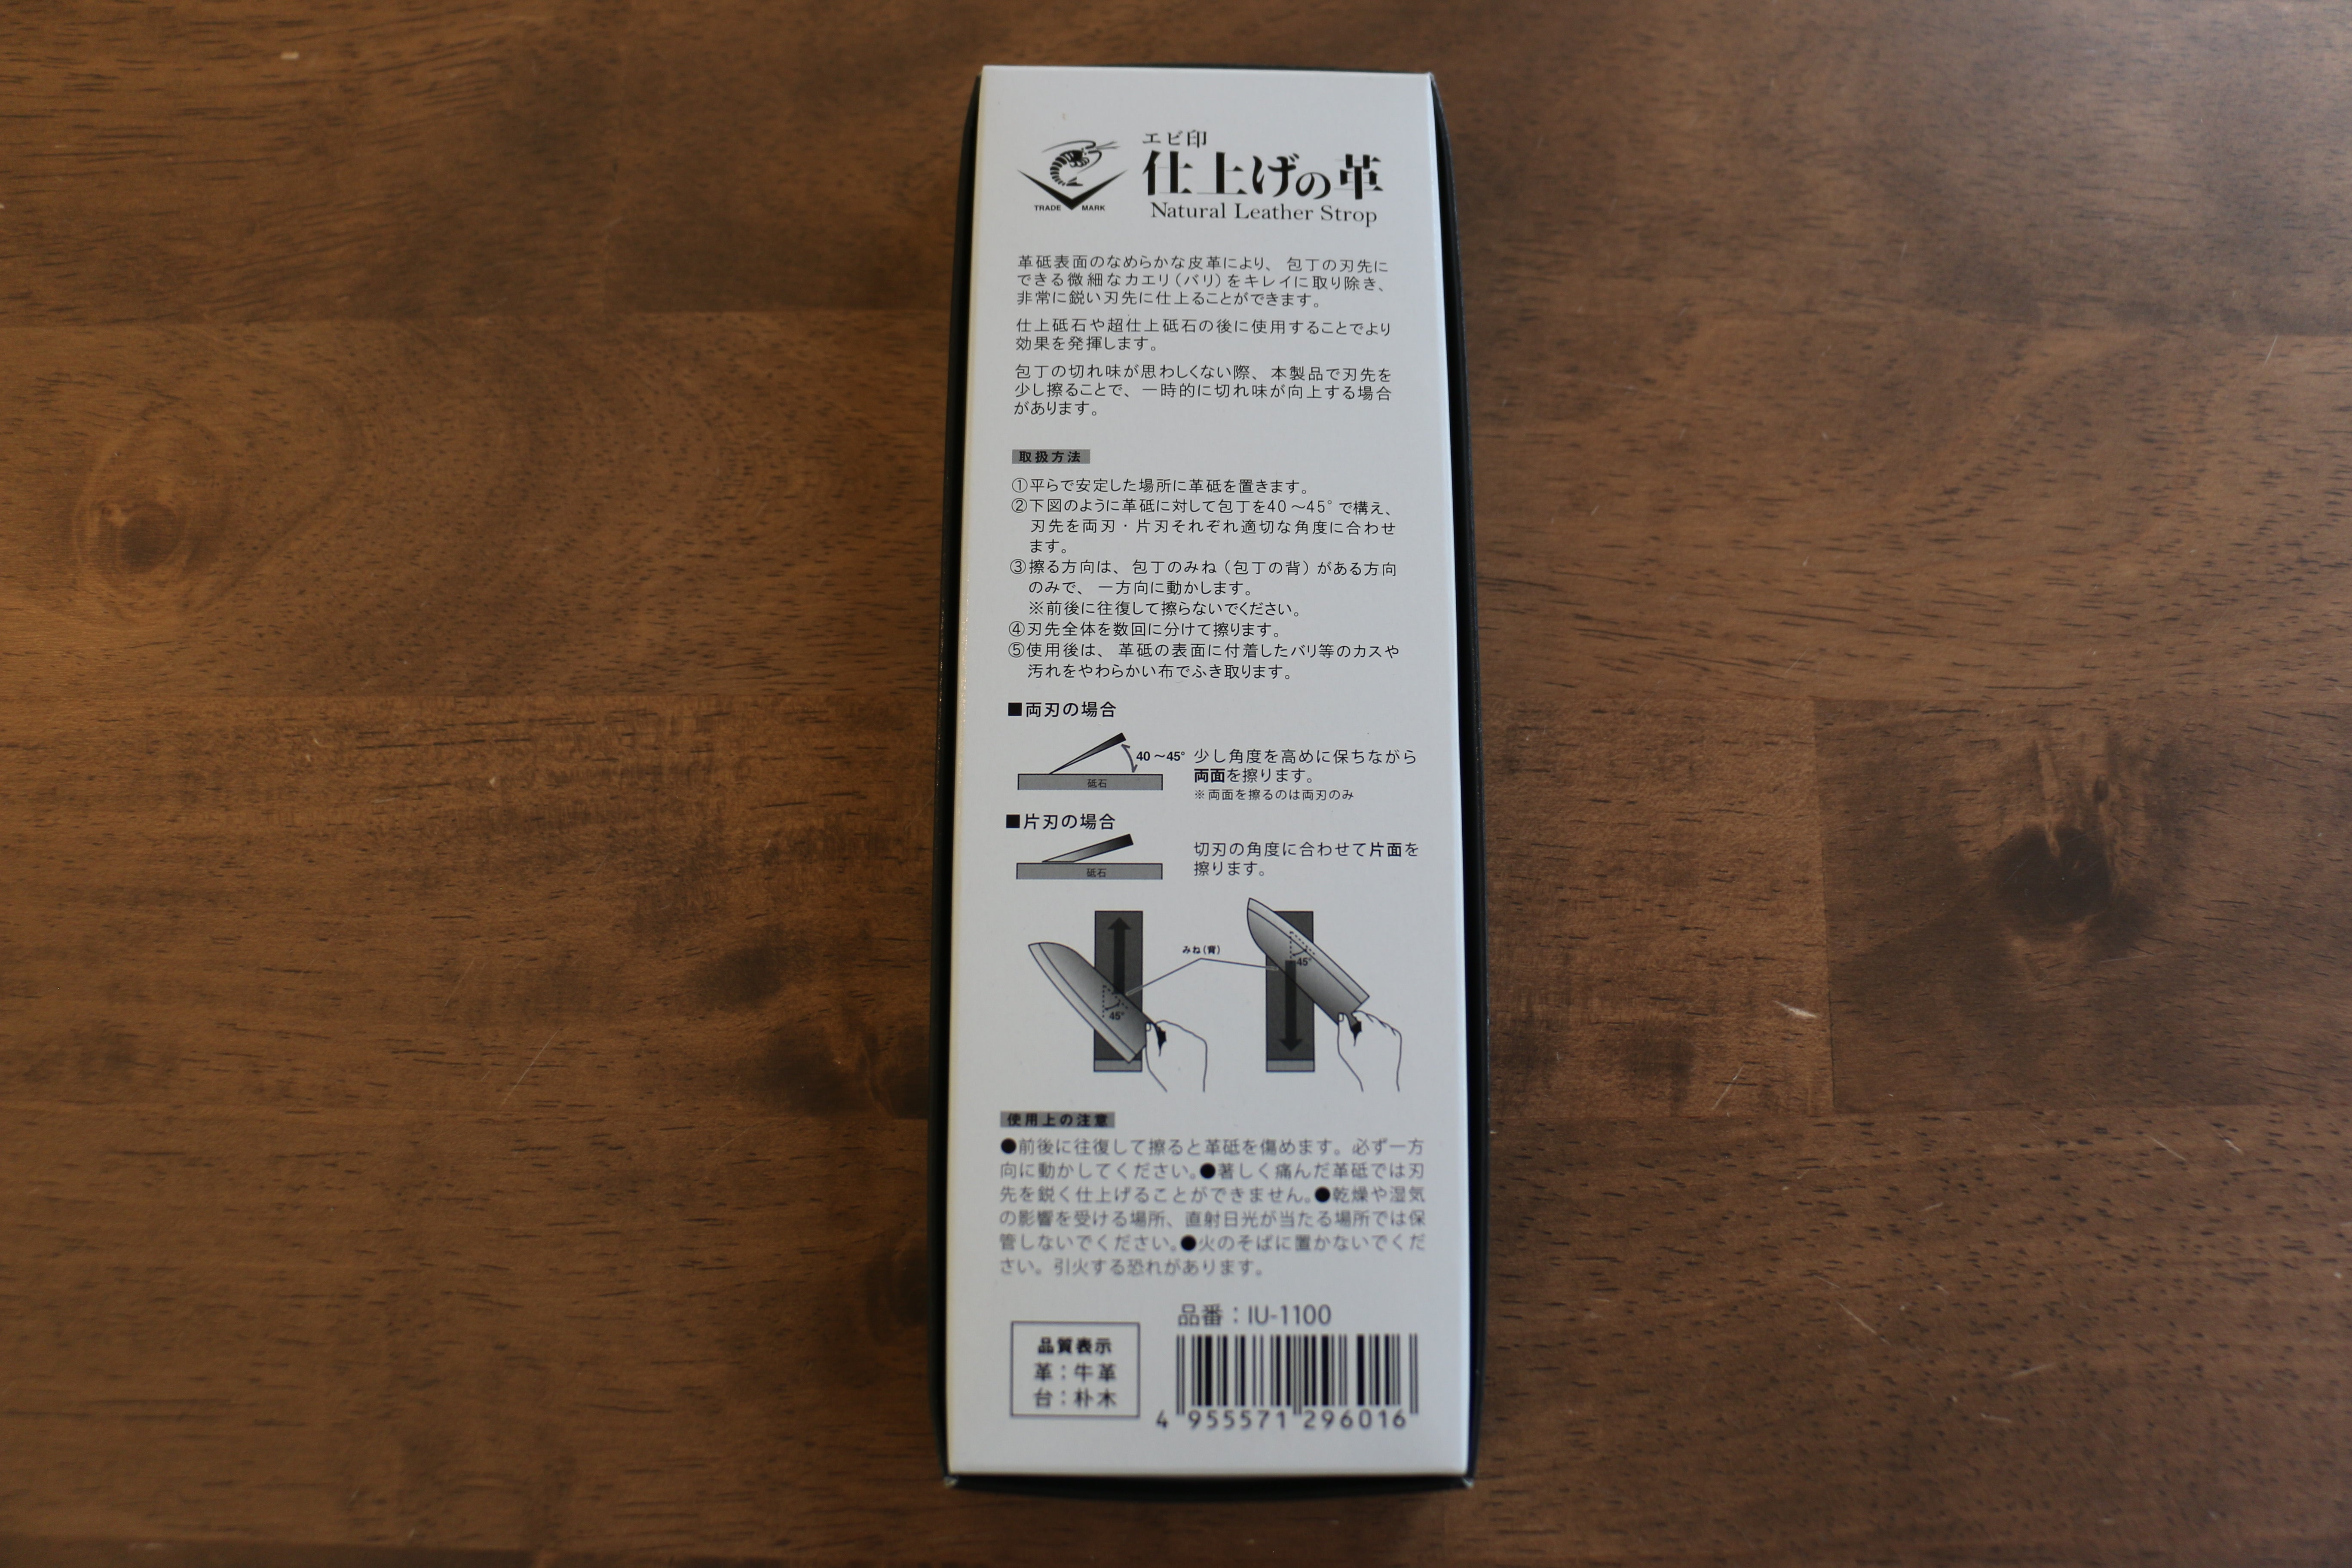 エビ印
仕上げの革
Natural Leather Strop
TRADE MARK
革砥表面のなめらかな皮革により、包丁の刃先に
できる微細なカエリ（バリ）をキレイに取り除き、
非常に鋭い刃先に仕上ることができます。
仕上砥石や超仕上砥石の後に使用することでより
効果を発揮します。
包丁の切れ味が思わしくない際、本製品で刃先を
少し擦ることで、一時的に切れ味が向上する場合
があります。
取扱方法
①平らで安定した場所に革砥を置きます。
②下図のように革砥に対して包丁を40～45°で構え、
刃先を両刃・片刃それぞれ適切な角度に合わせ
ます。
③擦る方向は、包丁のみね（包丁の背）がある方向
のみで、一方向に動かします。
※前後に往復して擦らないでください。
④刃先全体を数回に分けて擦ります。
⑤使用後は、革砥の表面に付着したバリ等のカスや
汚れをやわらかい布でふき取ります。
■両刃の場合
40～45°
砥石
少し角度を高めに保ちながら
両面を擦ります。
※両面を擦るのは両刃のみ
■片刃の場合
砥石
切刃の角度に合わせて片面を
擦ります。
みね（背）
45°
45°
使用上の注意
●前後に往復して擦ると革砥を傷めます。必ず一方
向に動かしてください。●著しく痛んだ革砥では刃
先を鋭く仕上げることができません。●乾燥や湿気
の影響を受ける場所、直射日光が当たる場所では保
管しないでください。●火のそばに置かないでくだ
さい。引火する恐れがあります。
品質表示
革：牛革
台：朴木
品番：IU-1100
4 955571 296016